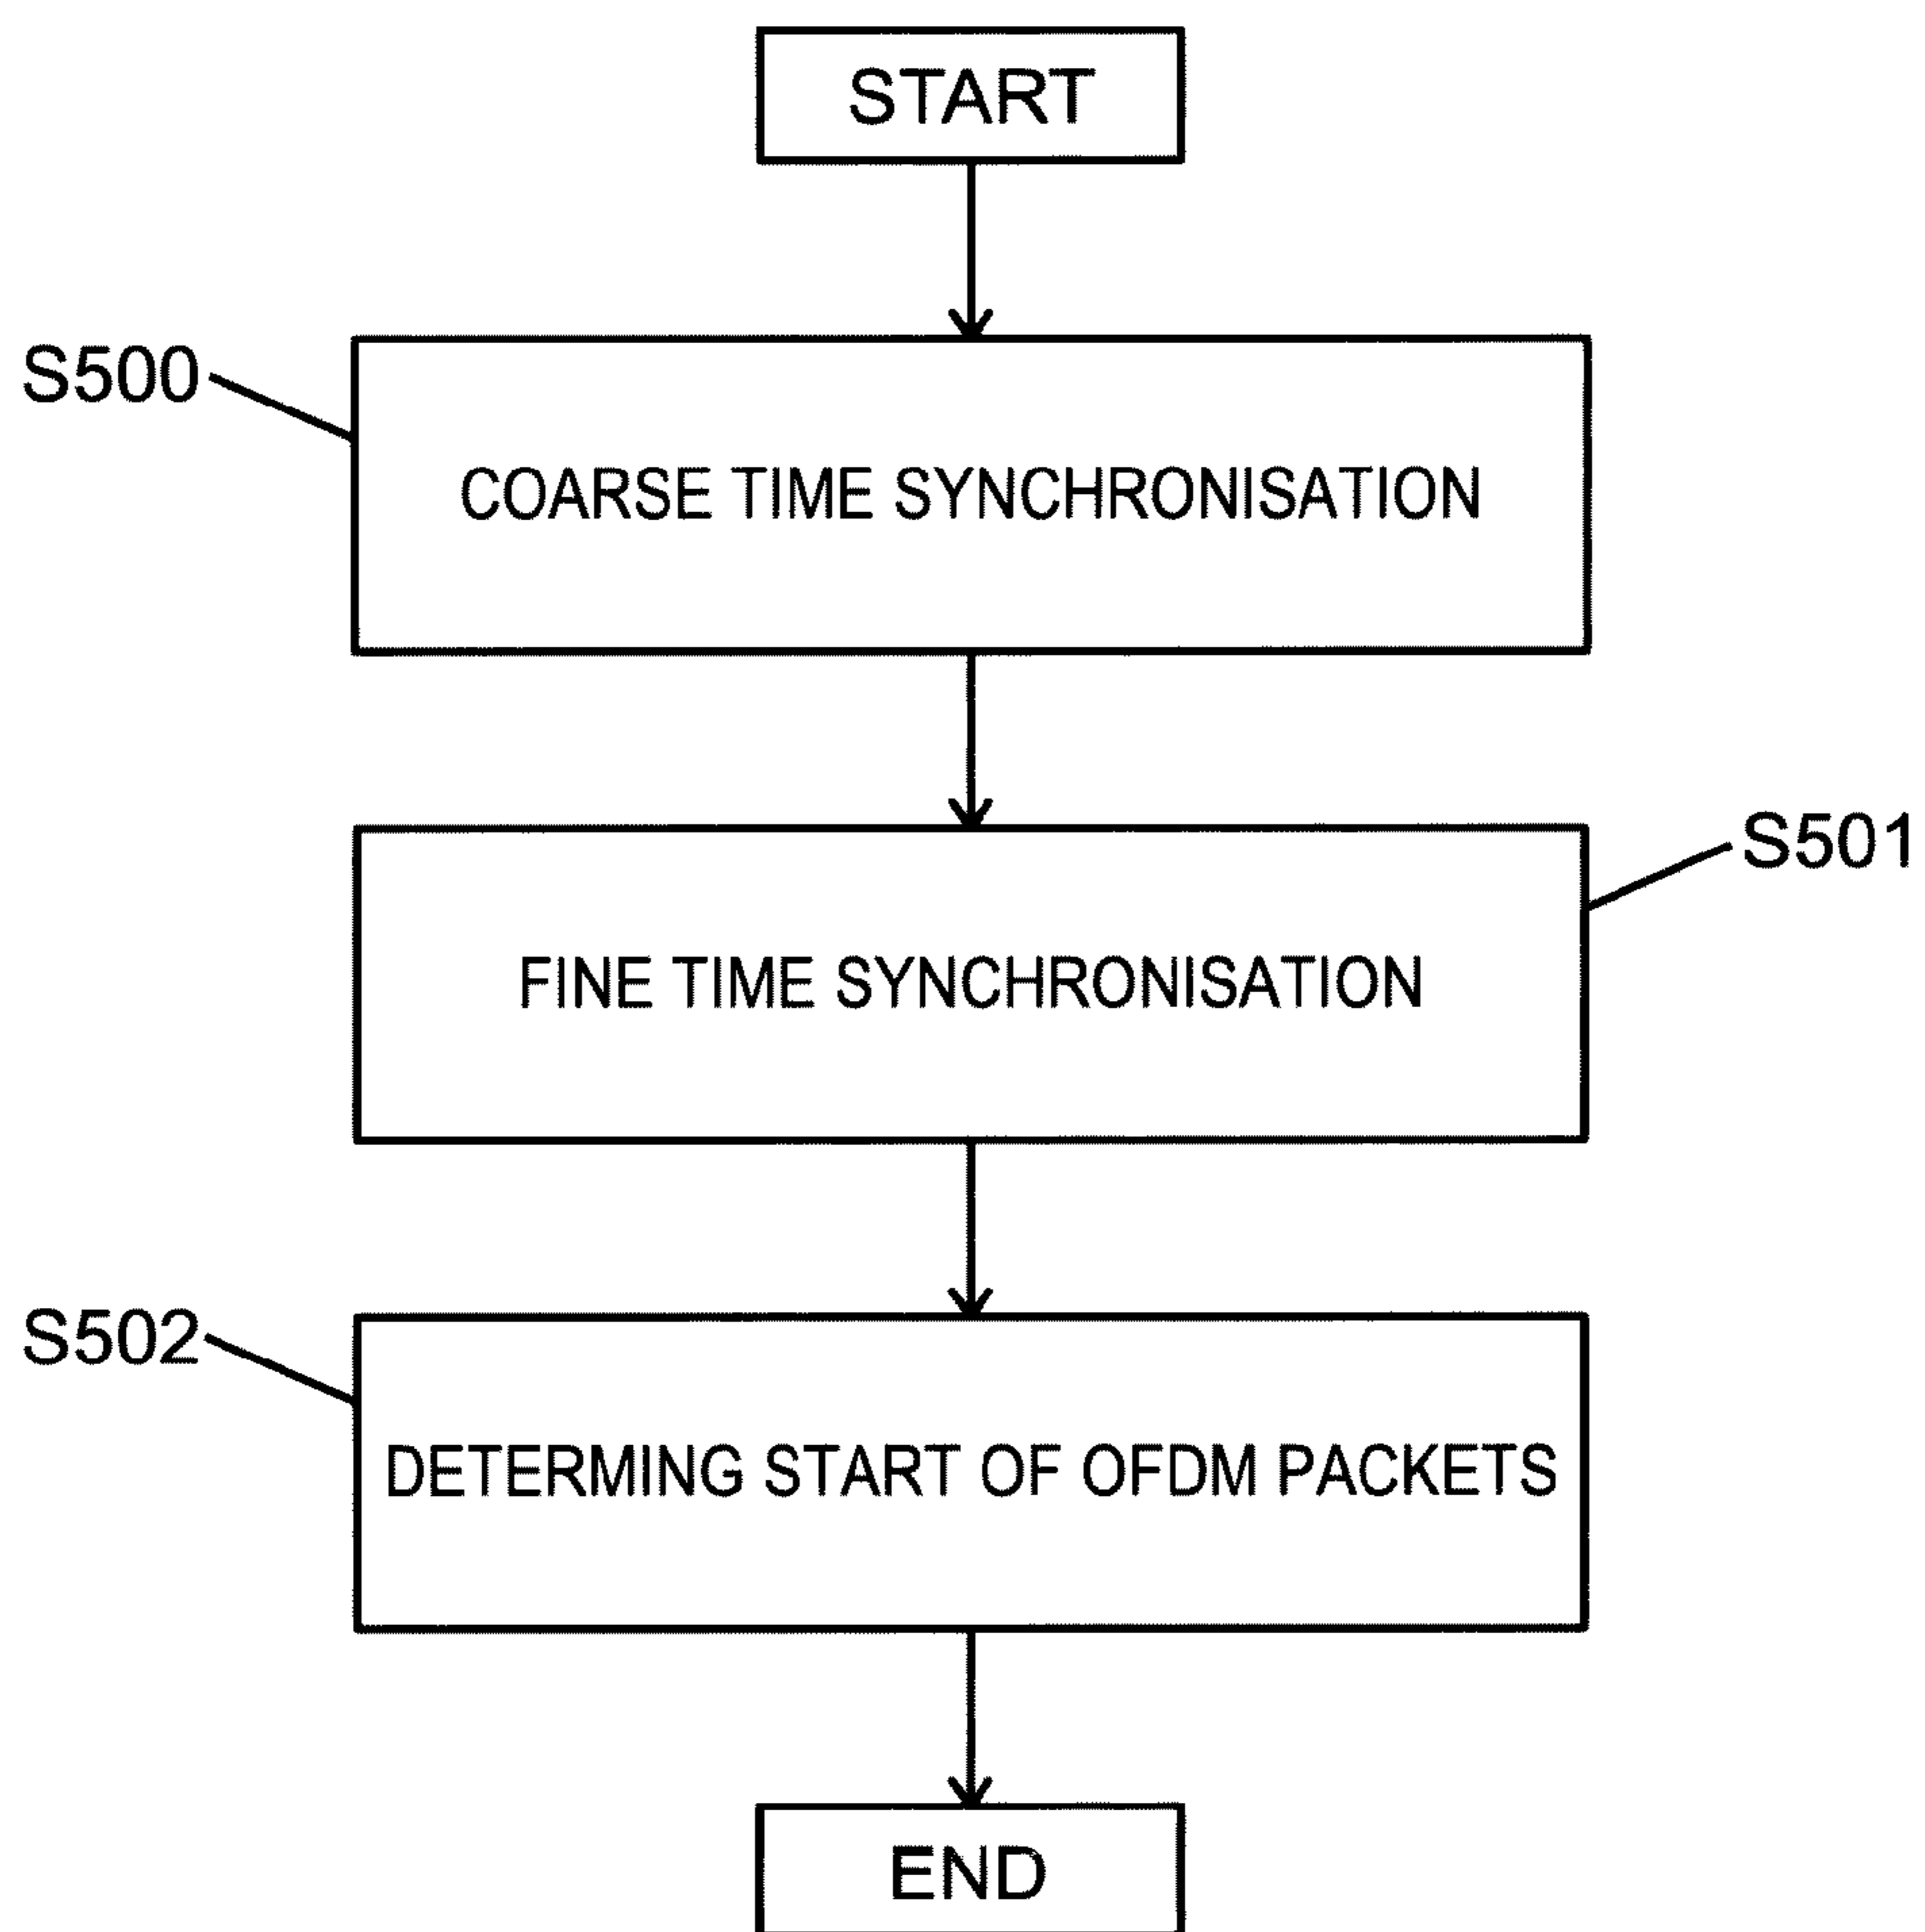 START
S500
COARSE TIME SYNCHRONISATION
S501
FINE TIME SYNCHRONISATION
S502
DETERMING START OF OFDM PACKETS
END